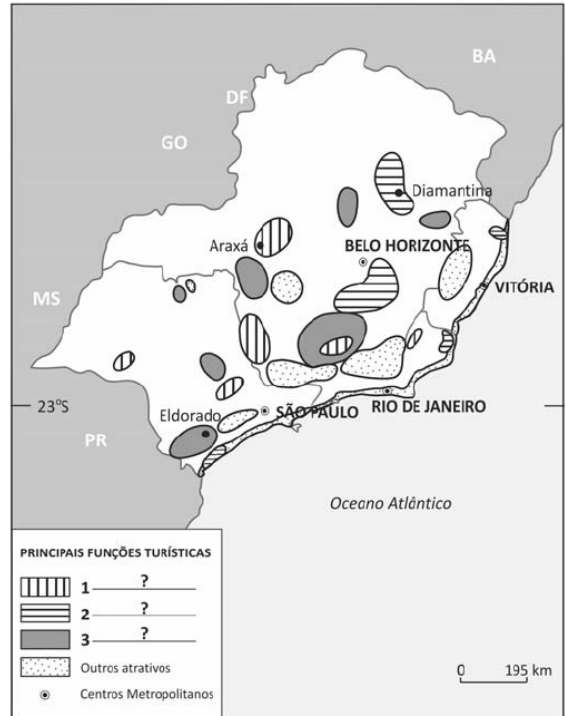 BA
DF
GO
Diamantina
Araxá
BELO HORIZONTE
MS
VITÓRIA
23ºS
Eldorado
SÃO PAULO
RIO DE JANEIRO
PR
Oceano Atlântico
PRINCIPAIS FUNÇÕES TURÍSTICAS
1 ?
2 ?
3 ?
Outros atrativos
Centros Metropolitanos
0 195 km